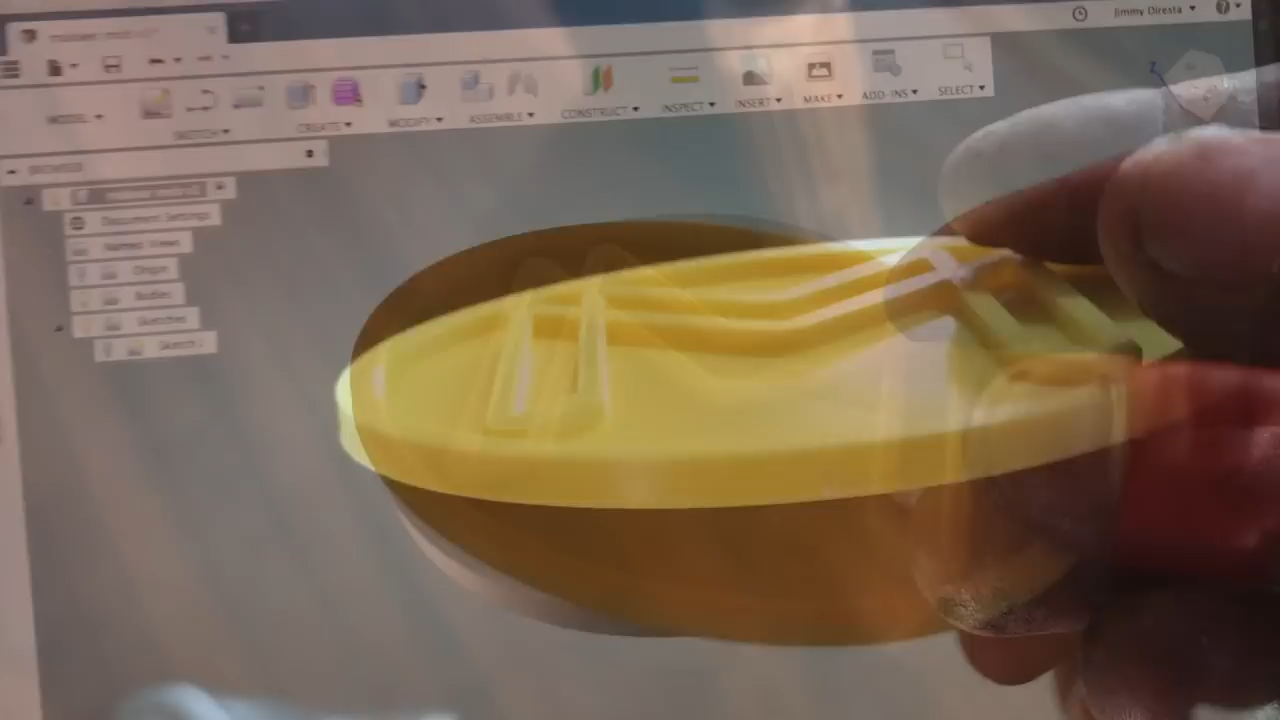 Jimmy Diresta
MODEL
SKETCH
CREATE
MODIFY
ASSEMBLE
CONSTRUCT
INSPECT
INSERT
MAKE
ADD-INS
SELECT
BROWSER
Document Settings
Named Views
Origin
Bodies
Sketches
Z